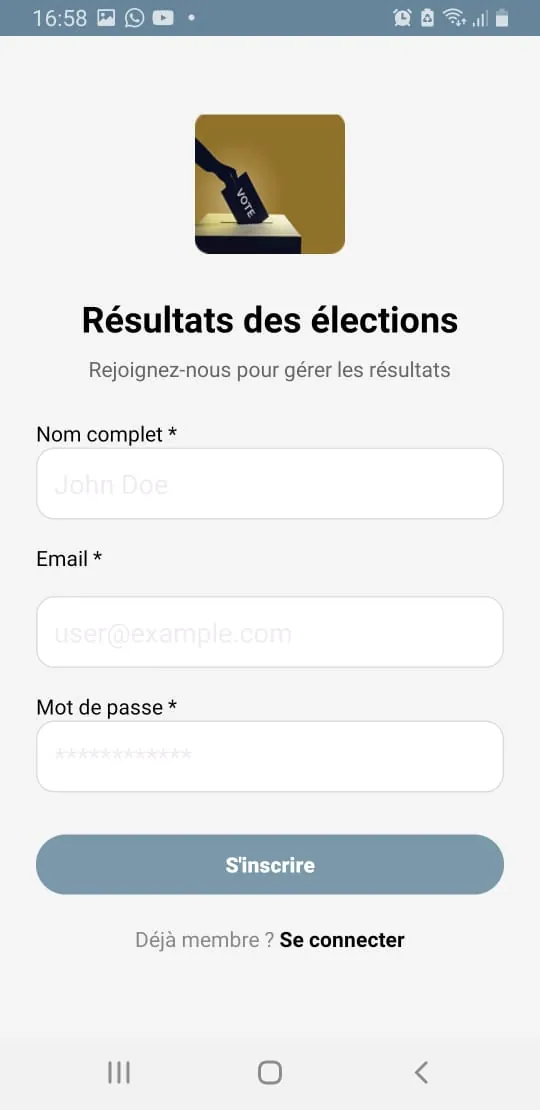 16:58
VOTE
Résultats des élections
Rejoignez-nous pour gérer les résultats
Nom complet *
John Doe
Email *
user@example.com
Mot de passe *
************
S'inscrire
Déjà membre ? Se connecter